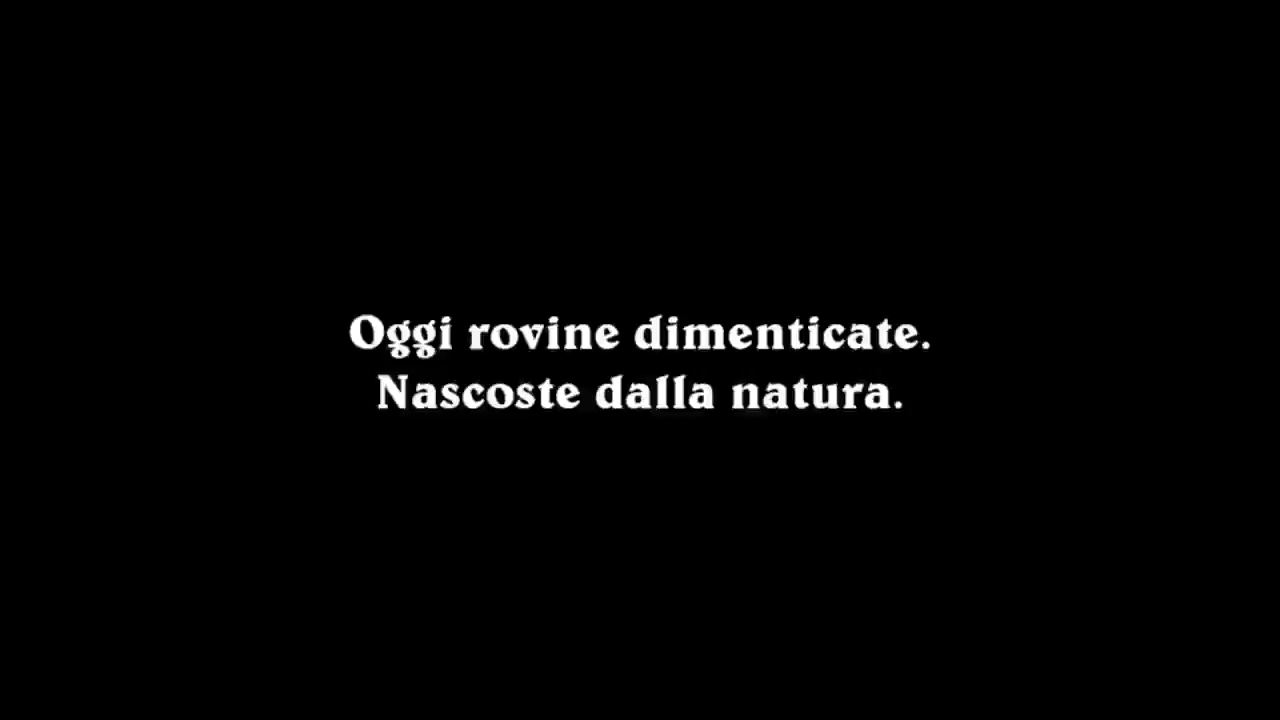 Oggi rovine dimenticate.
Nascoste dalla natura.